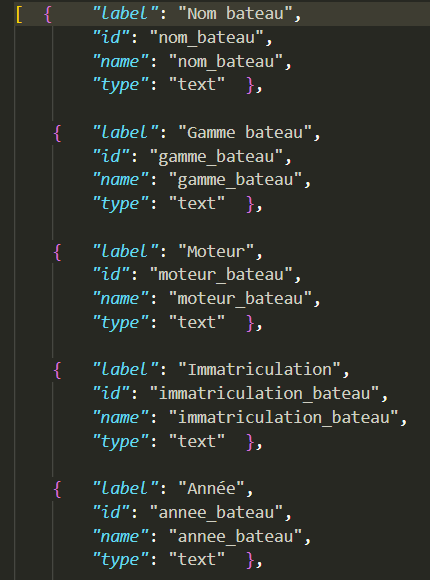 [ { "label": "Nom bateau",
"id": "nom_bateau",
"name": "nom_bateau",
"type": "text" },
{ "label": "Gamme bateau",
"id": "gamme_bateau",
"name": "gamme_bateau",
"type": "text" },
{ "label": "Moteur",
"id": "moteur_bateau",
"name": "moteur_bateau",
"type": "text" },
{ "label": "Immatriculation",
"id": "immatriculation_bateau",
"name": "immatriculation_bateau",
"type": "text" },
{ "label": "Année",
"id": "annee_bateau",
"name": "annee_bateau",
"type": "text" },